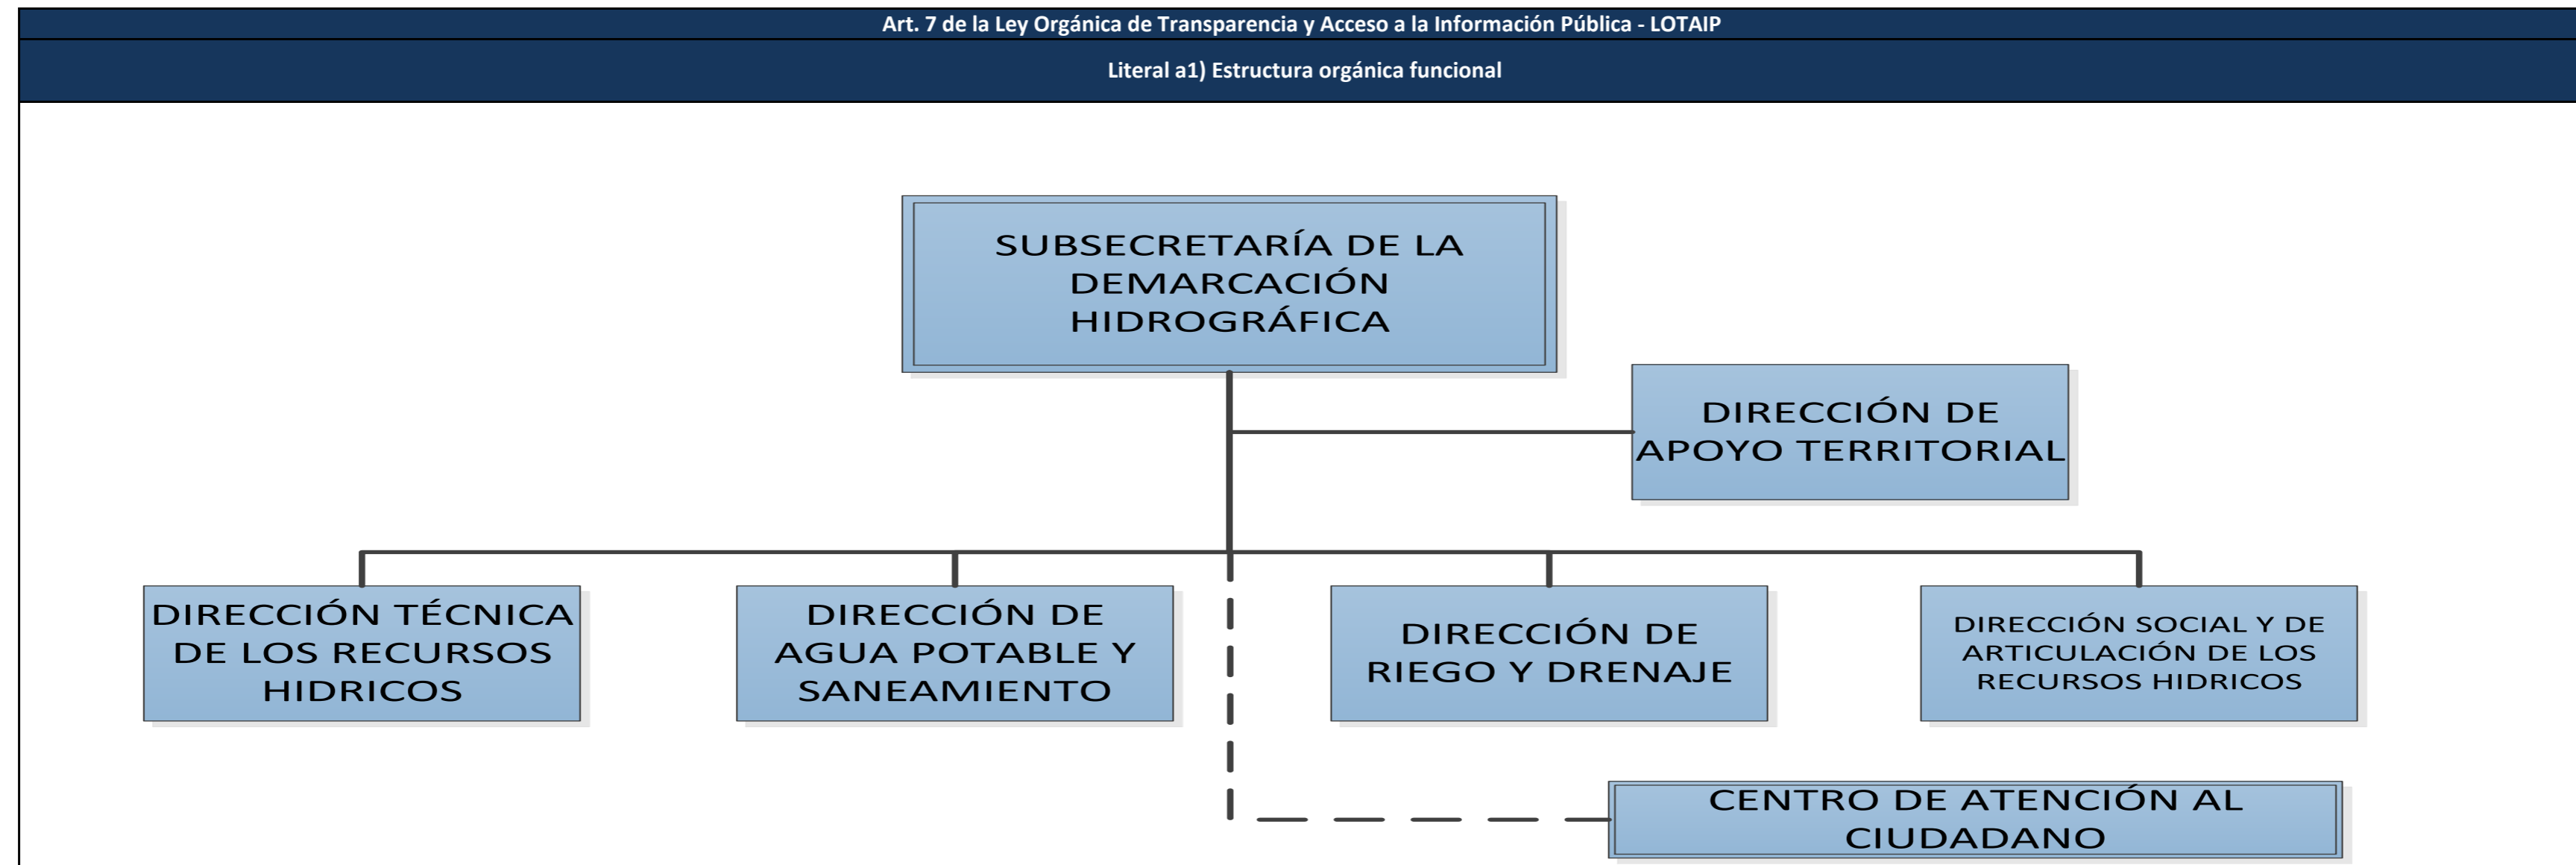 Art. 7 de la Ley Orgánica de Transparencia y Acceso a la Información Pública - LOTAIP
Literal a1) Estructura orgánica funcional
SUBSECRETARÍA DE LA
DEMARCACIÓN
HIDROGRÁFICA
DIRECCIÓN DE
APOYO TERRITORIAL
DIRECCIÓN TÉCNICA
DE LOS RECURSOS
HIDRICOS
DIRECCIÓN DE
AGUA POTABLE Y
SANEAMIENTO
DIRECCIÓN DE
RIEGO Y DRENAJE
DIRECCIÓN SOCIAL Y DE
ARTICULACIÓN DE LOS
RECURSOS HIDRICOS
CENTRO DE ATENCIÓN AL
CIUDADANO